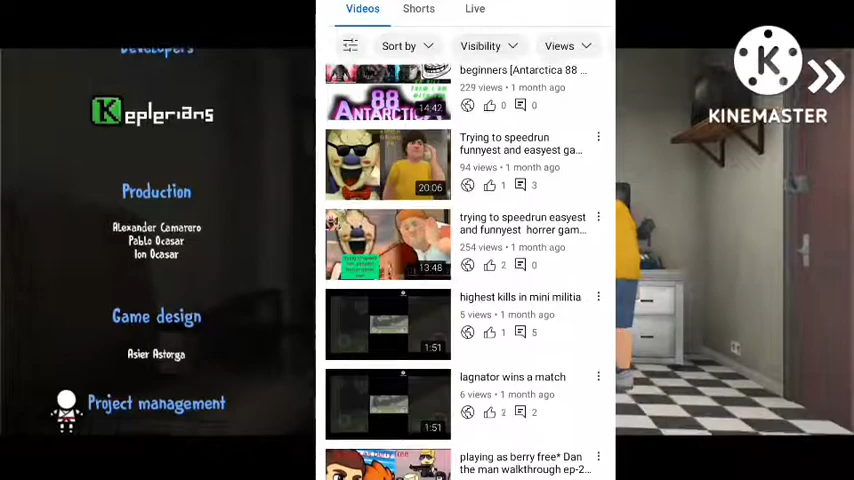 Developers
Keplerians
Production
Alexander Camarero
Pablo Ocasar
Ion Ocasar
Game design
Asier Astorga
Project management
Videos
Shorts
Live
Sort by
Visibility
Views
beginners [Antarctica 88 ...
229 views • 1 month ago
0
0
88
ANTARCTICA
14:42
Trying to speedrun
funnyest and easyest ga...
94 views • 1 month ago
1
3
20:06
trying to speedrun easyest
and funnyest horrer gam...
254 views • 1 month ago
2
0
13:48
highest kills in mini militia
5 views • 1 month ago
1
5
1:51
lagnator wins a match
6 views • 1 month ago
2
2
1:51
playing as berry free* Dan
the man walkthrough ep-2...
K
KINEMASTER